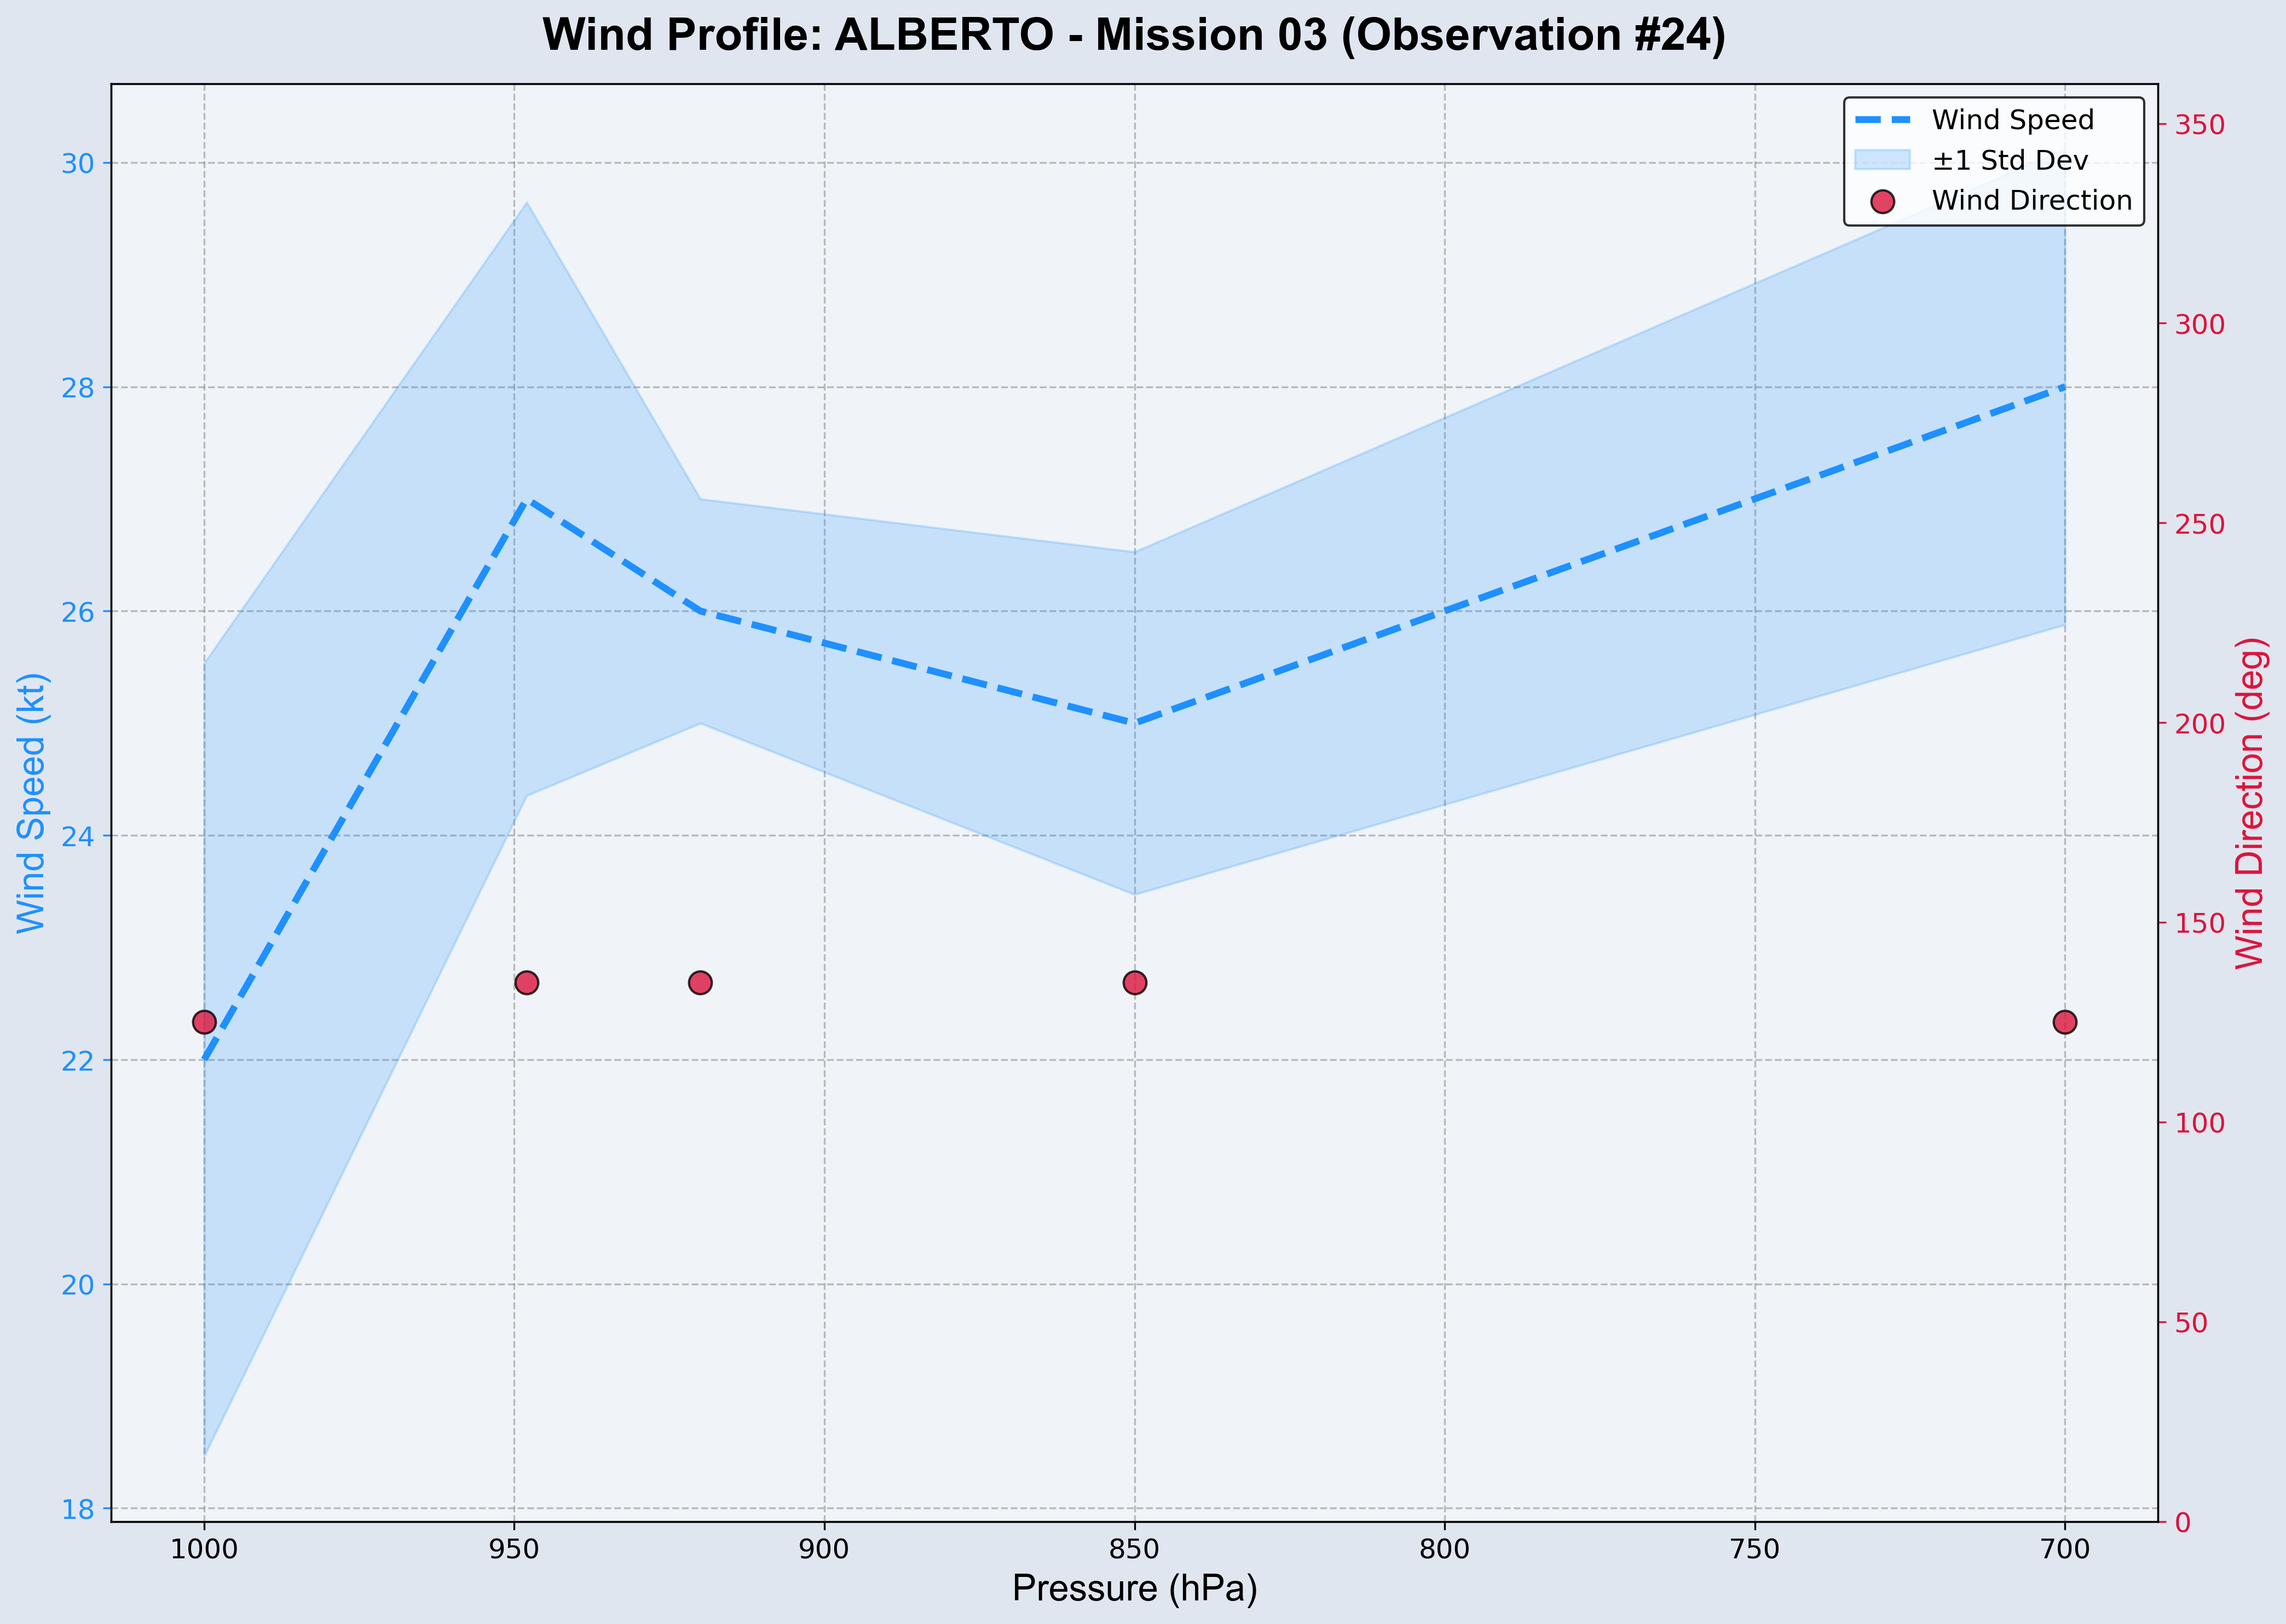 Wind Profile: ALBERTO - Mission 03 (Observation #24)
Wind Speed
±1 Std Dev
Wind Direction
Wind Speed (kt)
30
28
26
24
22
20
18
350
300
250
200
150
100
50
0
Wind Direction (deg)
1000 950 900 850 800 750 700
Pressure (hPa)